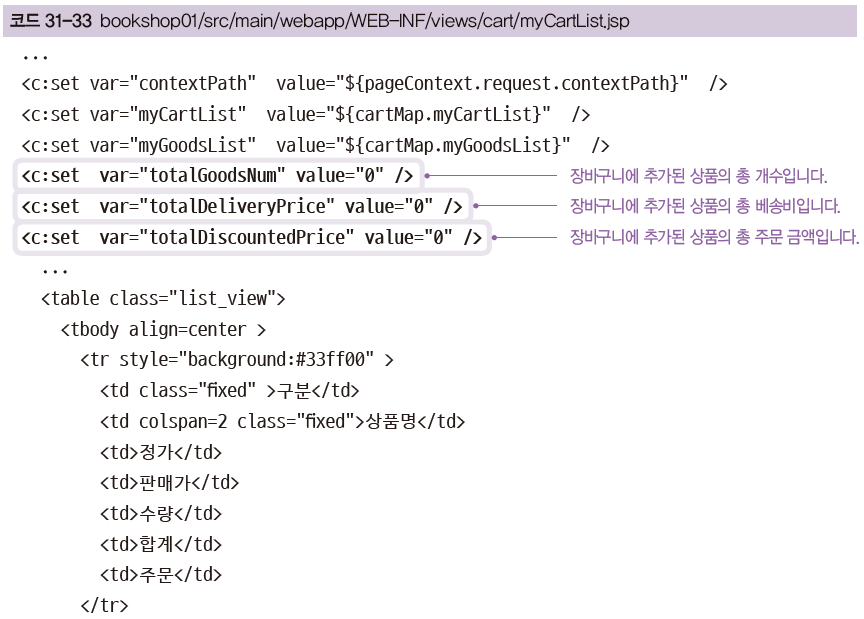 코드 31-33 bookshop01/src/main/webapp/WEB-INF/views/cart/myCartList.jsp
...
<c:set var="contextPath"  value="${pageContext.request.contextPath}"  />
<c:set var="myCartList"  value="${cartMap.myCartList}"  />
<c:set var="myGoodsList"  value="${cartMap.myGoodsList}"  />
<c:set  var="totalGoodsNum" value="0" /> 장바구니에 추가된 상품의 총 개수입니다.
<c:set  var="totalDeliveryPrice" value="0" /> 장바구니에 추가된 상품의 총 배송비입니다.
<c:set  var="totalDiscountedPrice" value="0" /> 장바구니에 추가된 상품의 총 주문 금액입니다.
...
<table class="list_view">
<tbody align=center >
<tr style="background:#33ff00" >
<td class="fixed" >구분</td>
<td colspan=2 class="fixed">상품명</td>
<td>정가</td>
<td>판매가</td>
<td>수량</td>
<td>합계</td>
<td>주문</td>
</tr>